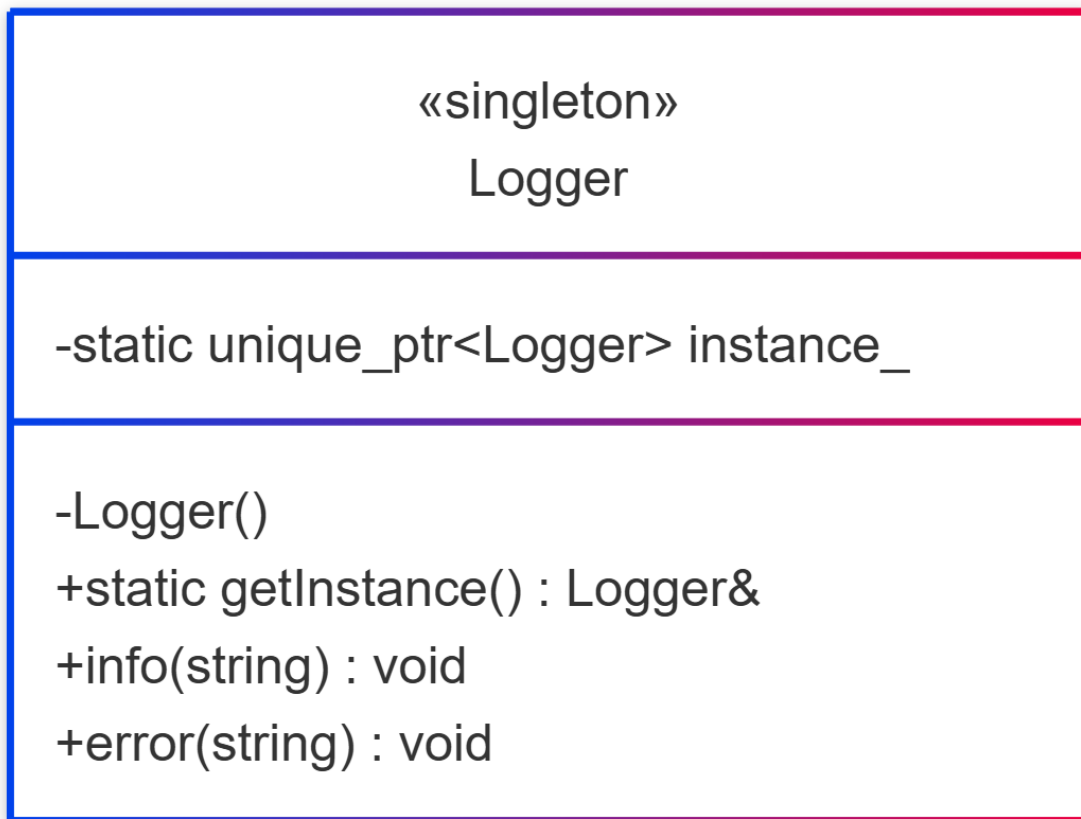 «singleton»
Logger
-static unique_ptr<Logger> instance_
-Logger()
+static getInstance() : Logger&
+info(string) : void
+error(string) : void